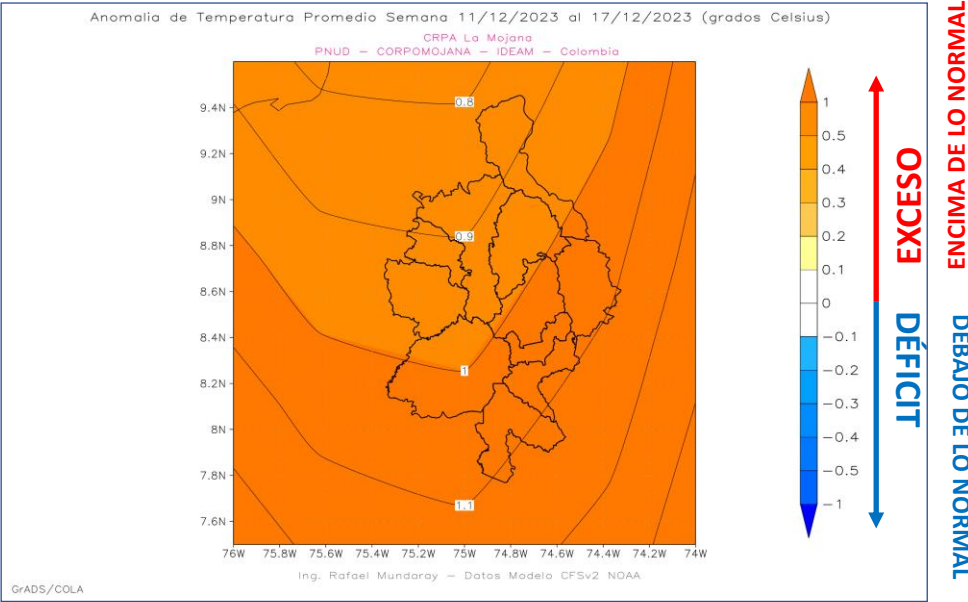 Anomalia de Temperatura Promedio Semana 11/12/2023 al 17/12/2023 (grados Celsius)
CRPA La Mojana
PNUD — CORPOMOJANA — IDEAM — Colombia
9.4N
9.2N
9N
8.8N
8.6N
8.4N
8.2N
8N
7.8N
7.6N
0.8
0.9
1
1.1
76W
75.8W
75.6W
75.4W
75.2W
75W
74.8W
74.6W
74.4W
74.2W
74W
1
0.5
0.4
0.3
0.2
0.1
0
−0.1
−0.2
−0.3
−0.4
−0.5
−1
EXCESO
DÉFICIT
ENCIMA DE LO NORMAL
DEBAJO DE LO NORMAL
Ing. Rafael Mundaray — Datos Modelo CFSv2 NOAA
GrADS/COLA